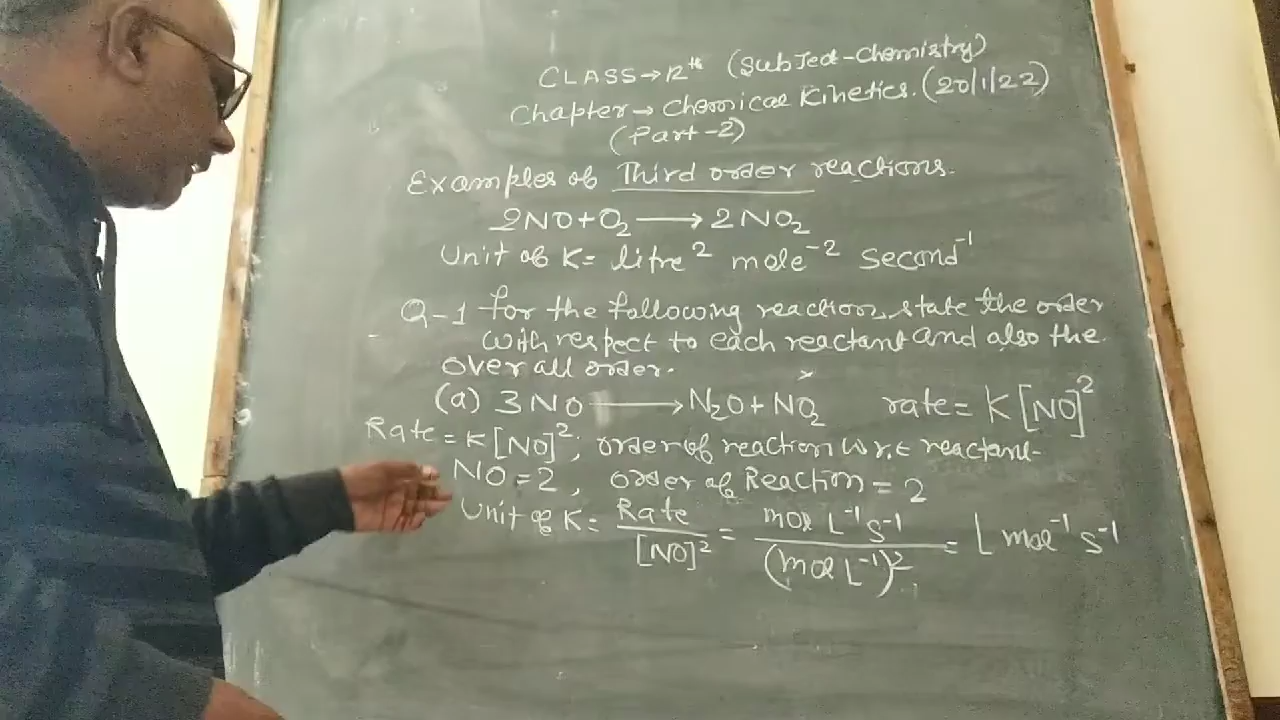 CLASS→12th (Subject-Chemistry)
Chapter→Chemical Kinetics.(20/1/22)
(Part-2)
Examples of Third order reactions.
2NO+O₂ ⟶ 2NO₂
Unit of K= litre² mole⁻² second⁻¹
Q-1 for the following reaction, state the order
with respect to each reactant and also the.
over all order.
(a) 3NO ⟶ N₂O+NO₂ rate= K[NO]²
Rate=K[NO]²; order of reaction w.r.t reactant-
NO=2, order of Reaction=2
Unit of K= Rate/[NO]² = mol L⁻¹ S⁻¹/(mol L⁻¹)² = L mol⁻¹ S⁻¹